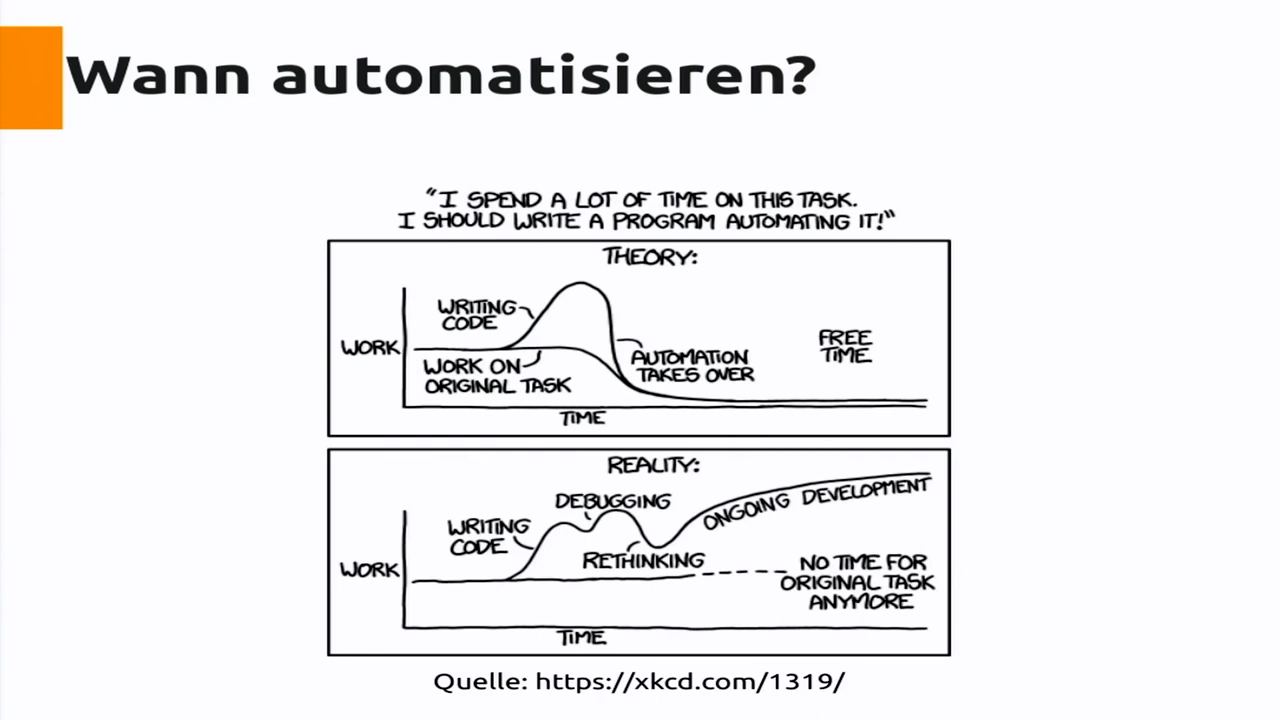 Wann automatisieren?
"I SPEND A LOT OF TIME ON THIS TASK.
I SHOULD WRITE A PROGRAM AUTOMATING IT!"
THEORY:
WRITING
CODE
WORK
WORK ON
ORIGINAL TASK
AUTOMATION
TAKES OVER
FREE
TIME
TIME
REALITY:
DEBUGGING
WRITING
CODE
ONGOING DEVELOPMENT
RETHINKING
WORK
NO TIME FOR
ORIGINAL TASK
ANYMORE
TIME
Quelle: https://xkcd.com/1319/